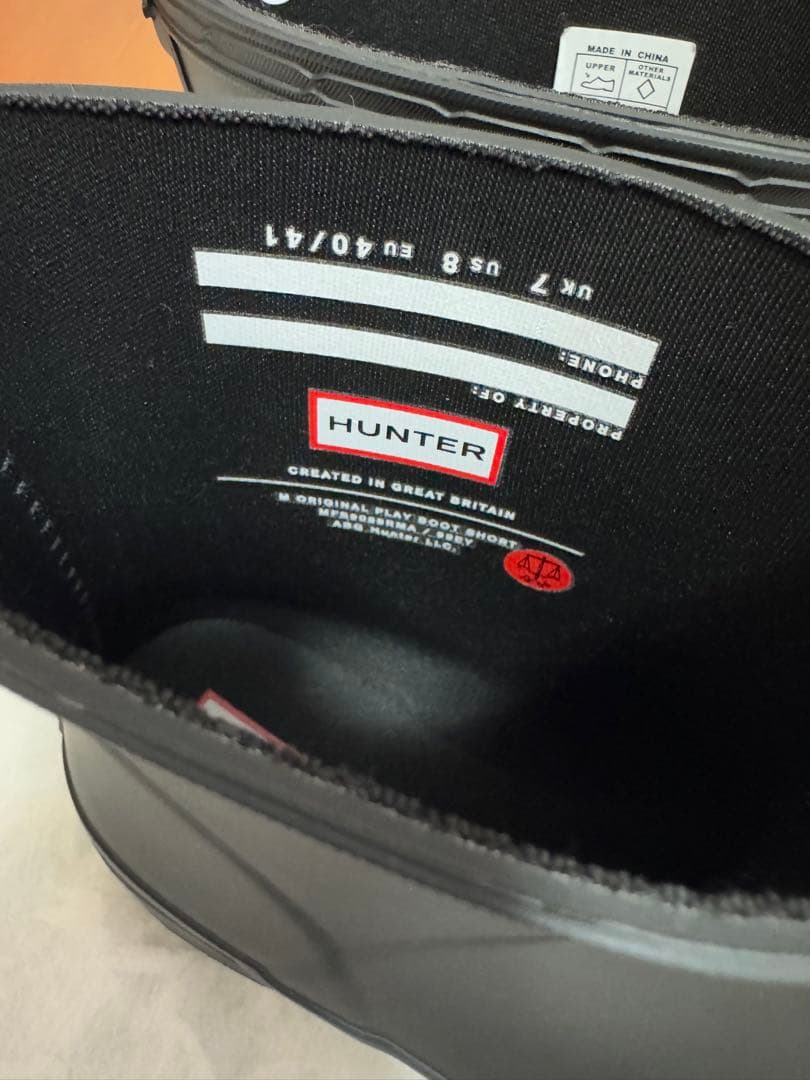 MADE IN CHINA
UPPER
OTHER MATERIALS
UK 7 US 8 EU 40/41
PHONE:
PROPERTY OF:
HUNTER
CREATED IN GREAT BRITAIN
M ORIGINAL PLAY BOOT SHORT
ABG Hunter LLC.